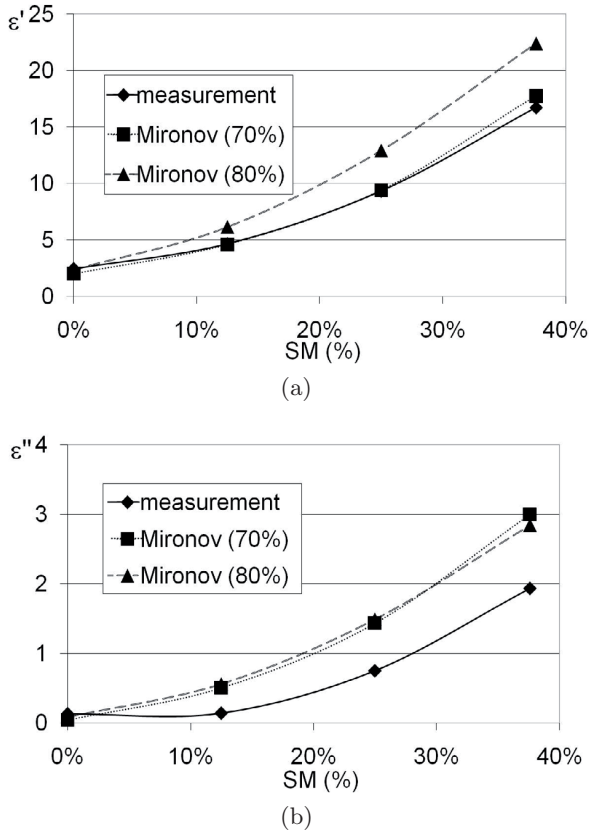 ε'
25
20
15
10
5
0
measurement
Mironov (70%)
Mironov (80%)
0% 10% 20% 30% 40%
SM (%)
(a)
ε"
4
3
2
1
0
measurement
Mironov (70%)
Mironov (80%)
0% 10% 20% 30% 40%
SM (%)
(b)